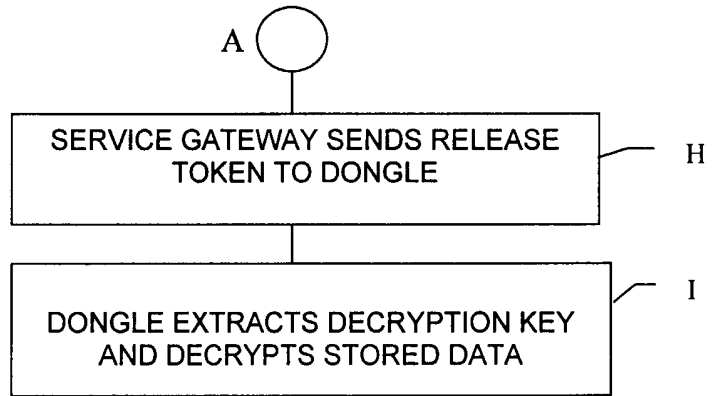 A
SERVICE GATEWAY SENDS RELEASE
TOKEN TO DONGLE
H
I
DONGLE EXTRACTS DECRYPTION KEY
AND DECRYPTS STORED DATA